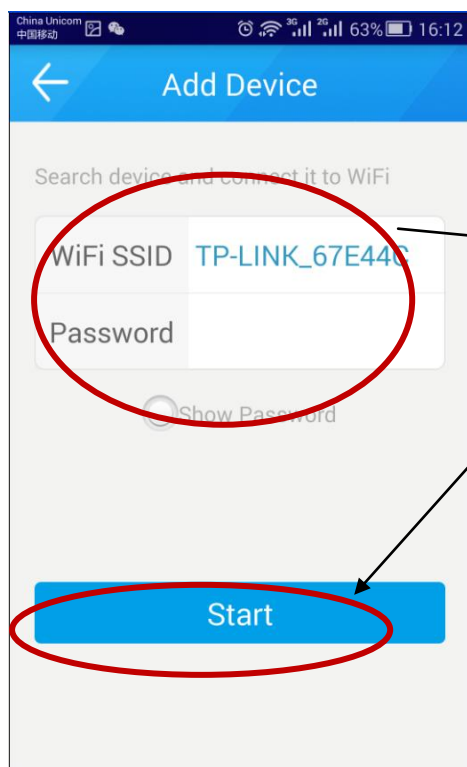 China Unicom
中国移动 3G 2G 63% 16:12
Add Device
Search device and connect it to WiFi
WiFi SSID TP-LINK_67E44C
Password
Show Password
Start